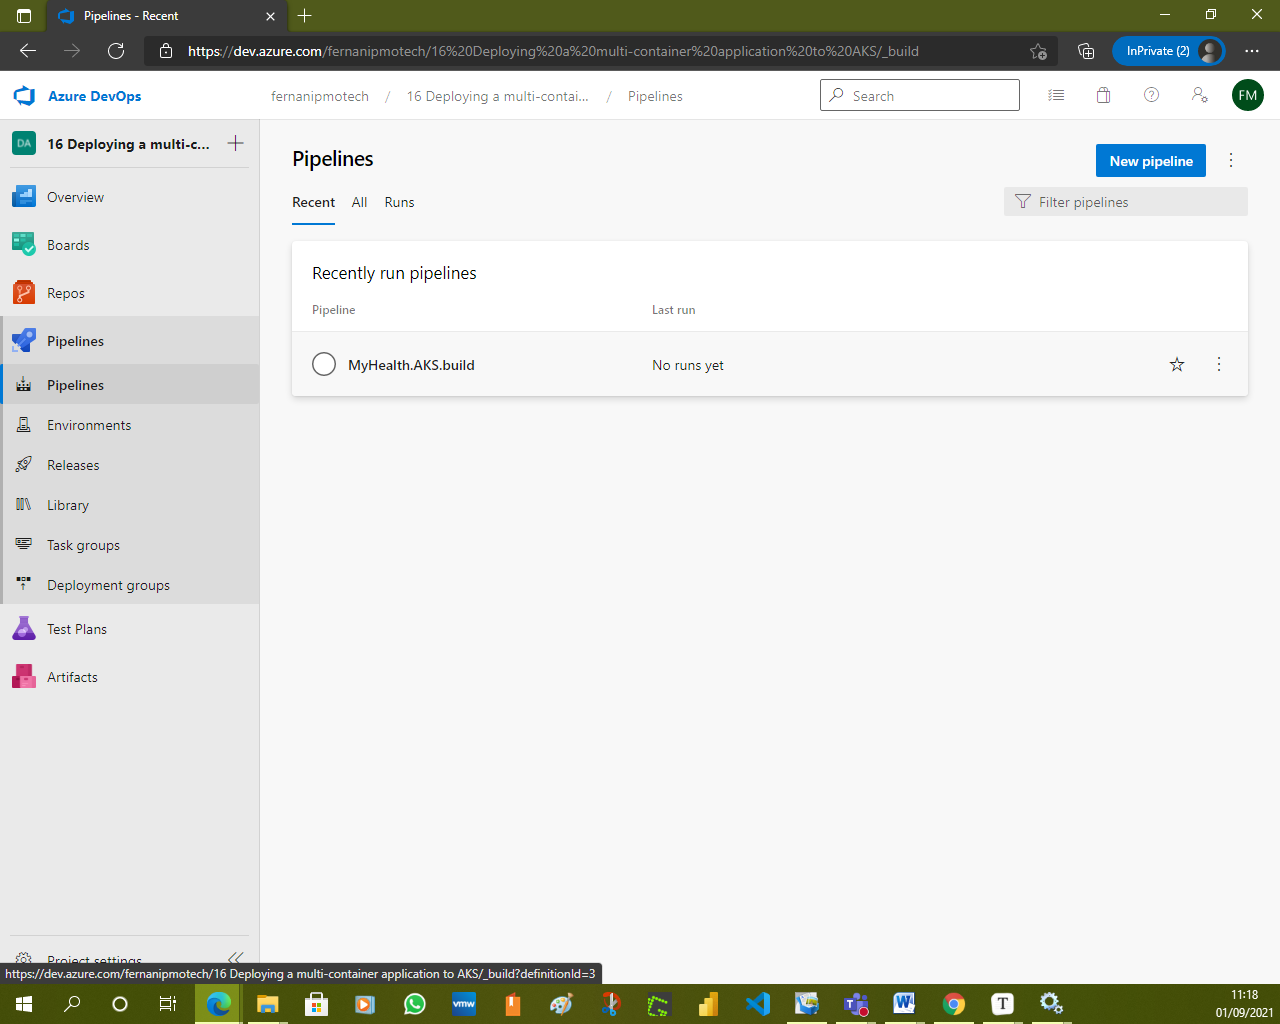 Pipelines - Recent
https://dev.azure.com/fernanipmotech/16%20Deploying%20a%20multi-container%20application%20to%20AKS/_build
InPrivate (2)
Azure DevOps
fernanipmotech / 16 Deploying a multi-contai... / Pipelines
Search
FM
DA
16 Deploying a multi-c...
Overview
Boards
Repos
Pipelines
Pipelines
Environments
Releases
Library
Task groups
Deployment groups
Test Plans
Artifacts
Project settings
Pipelines
New pipeline
Recent All Runs
Filter pipelines
Recently run pipelines
Pipeline Last run
MyHealth.AKS.build No runs yet
https://dev.azure.com/fernanipmotech/16 Deploying a multi-container application to AKS/_build?definitionId=3
vmw
T
W
T
11:18
01/09/2021